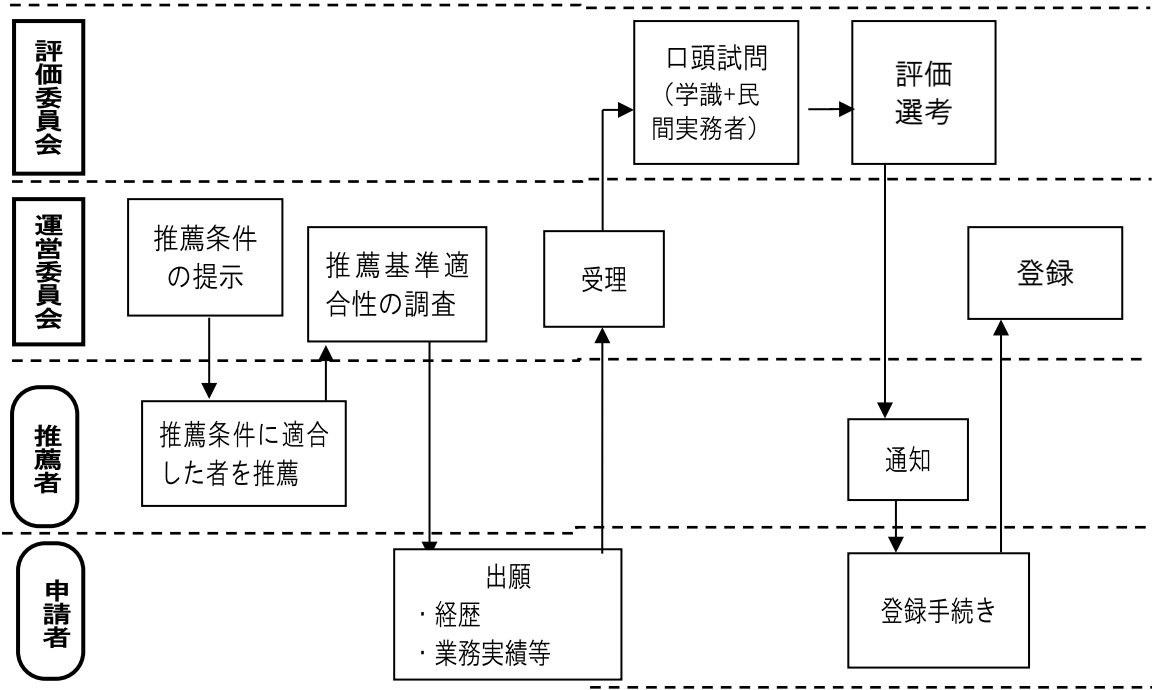 評価委員会
口頭試問
（学識+民
間実務者）
評価
選考
運営委員会
推薦条件
の提示
推薦基準適
合性の調査
受理
登録
推薦者
推薦条件に適合
した者を推薦
通知
申請者
出願
・経歴
・業務実績等
登録手続き